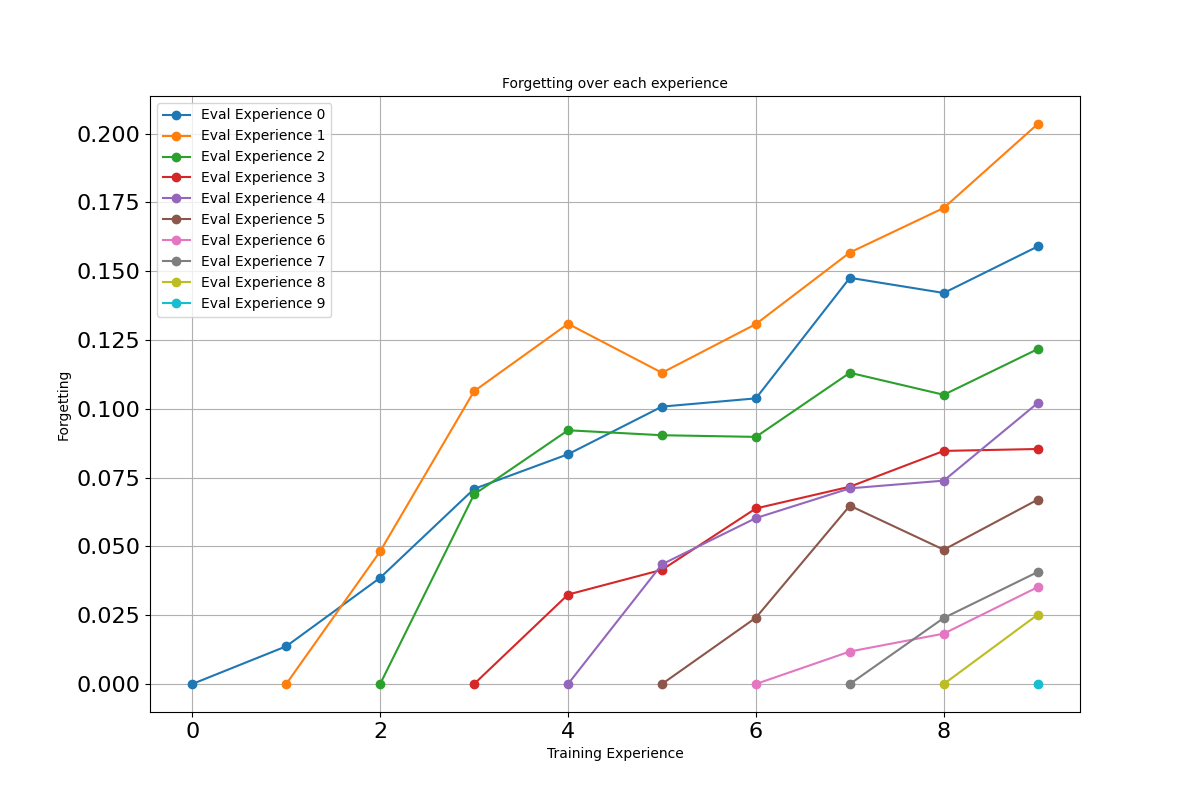 Forgetting over each experience
Eval Experience 0
Eval Experience 1
Eval Experience 2
Eval Experience 3
Eval Experience 4
Eval Experience 5
Eval Experience 6
Eval Experience 7
Eval Experience 8
Eval Experience 9
0.200
0.175
0.150
0.125
0.100
0.075
0.050
0.025
0.000
Forgetting
0 2 4 6 8
Training Experience